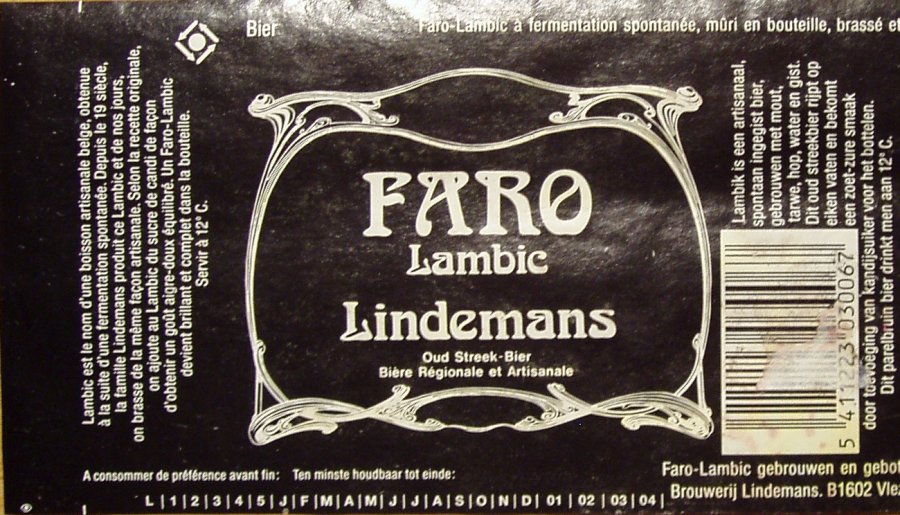 Bier
Faro-Lambic à fermentation spontanée, mûri en bouteille, brassé et
Lambic est le nom d'une boisson artisanale belge, obtenue
à la suite d'une fermentation spontanée. Depuis le 19 siècle,
la famille Lindemans produit ce Lambic et de nos jours,
on brasse de la même façon artisanale. Selon la recette originale,
on ajoute au Lambic du sucre de candi de façon
d'obtenir un goût aigre-doux équilibré. Un Faro-Lambic
devient brillant et complet dans la bouteille.
Servir à 12° C.
FARO
Lambic
Lindemans
Oud Streek-Bier
Bière Régionale et Artisanale
Lambik is een artisanaal,
spontaan ingegist bier,
gebrouwen met mout,
tarwe, hop, water en gist.
Dit oud streekbier rijpt op
eiken vaten en bekomt
een zoet-zure smaak
door toevoeging van kandijsuiker voor het bottelen.
Dit parelbruin bier drinkt men aan 12° C.
5 411223 030067
A consommer de préférence avant fin: Ten minste houdbaar tot einde:
L|1|2|3|4|5|J|F|M|A|M|J|J|A|S|O|N|D| 01 | 02 | 03 | 04 |
Faro-Lambic gebrouwen en gebot
Brouwerij Lindemans. B1602 Vlez